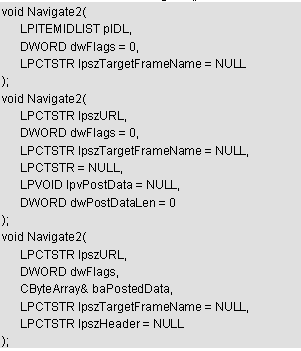 void Navigate2(
LPITEMIDLIST pIDL,
DWORD dwFlags = 0,
LPCTSTR lpszTargetFrameName = NULL
);
void Navigate2(
LPCTSTR lpszURL,
DWORD dwFlags = 0,
LPCTSTR lpszTargetFrameName = NULL,
LPCTSTR = NULL,
LPVOID lpvPostData = NULL,
DWORD dwPostDataLen = 0
);
void Navigate2(
LPCTSTR lpszURL,
DWORD dwFlags,
CByteArray& baPostedData,
LPCTSTR lpszTargetFrameName = NULL,
LPCTSTR lpszHeader = NULL
);